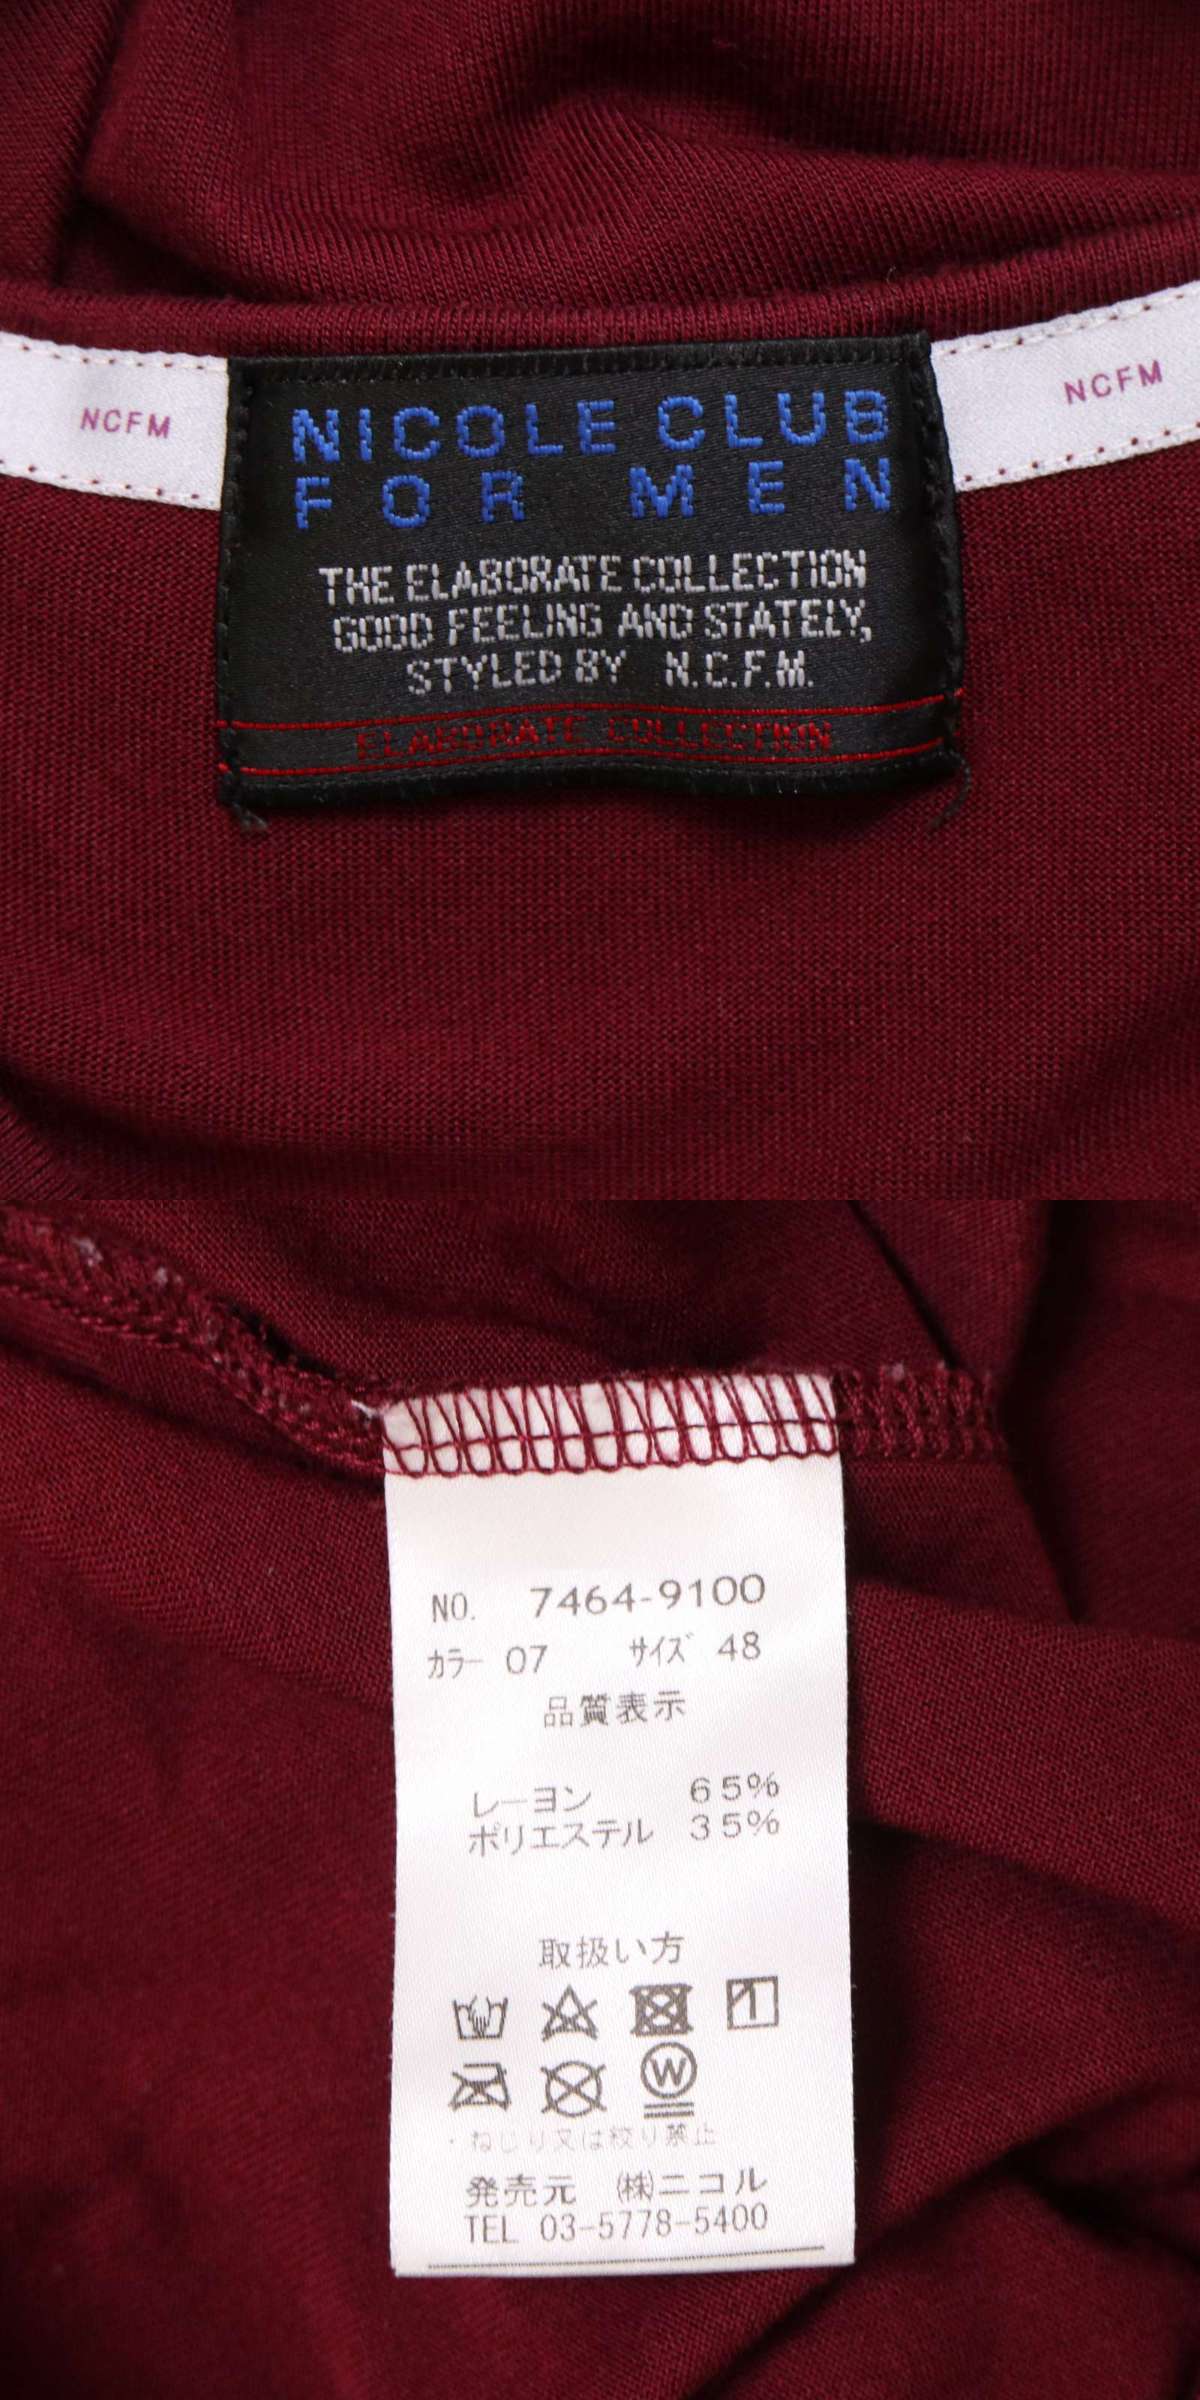 NCFM
NICOLE CLUB
FOR MEN
NCFM
THE ELABORATE COLLECTION
GOOD FEELING AND STATELY,
STYLED BY N.C.F.M.
ELABORATE COLLECTION
NO. 7464-9100
カラー 07 サイズ 48
品質表示
レーヨン 65%
ポリエステル 35%
取扱い方
1
W
・ねじり又は絞り禁止
発売元 ㈱ニコル
TEL 03-5778-5400